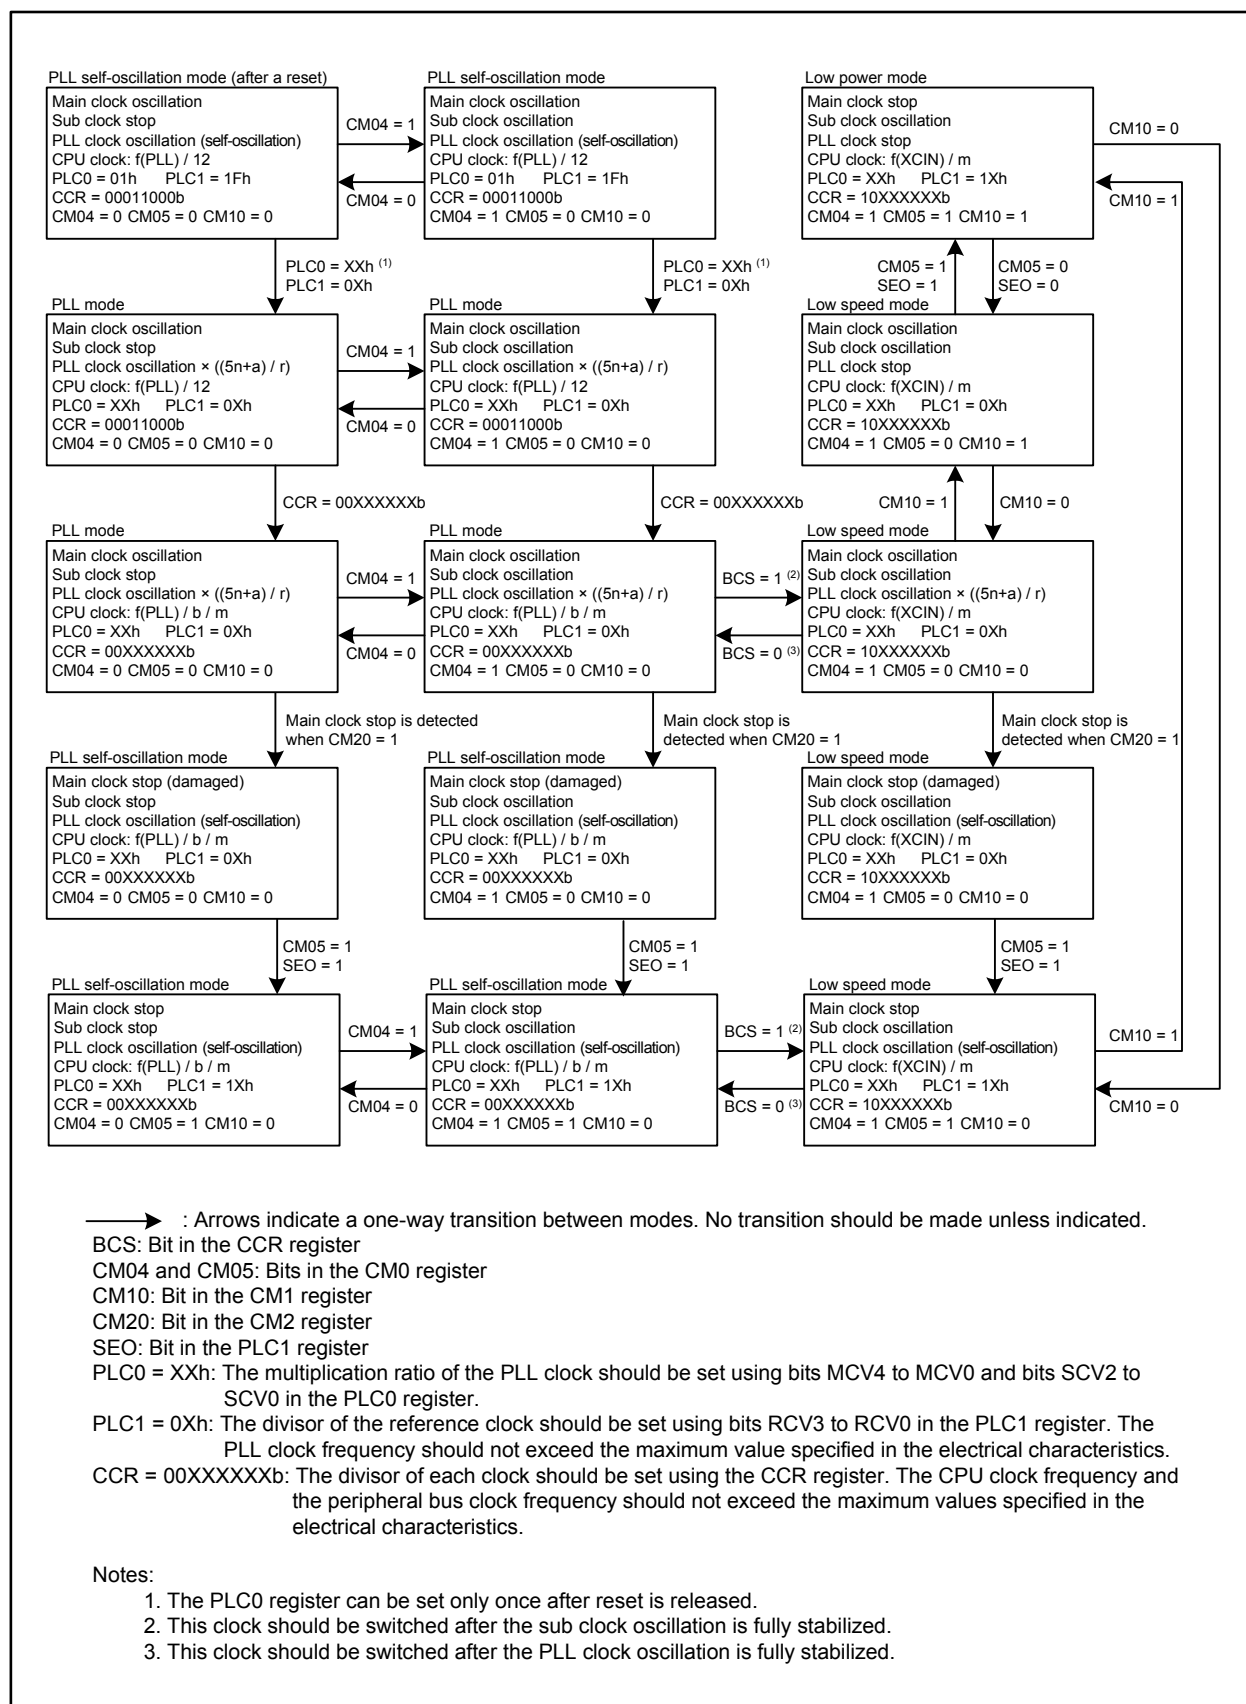 PLL self-oscillation mode (after a reset)
Main clock oscillation
Sub clock stop
PLL clock oscillation (self-oscillation)
CPU clock: f(PLL) / 12
PLC0 = 01h PLC1 = 1Fh
CCR = 00011000b
CM04 = 0 CM05 = 0 CM10 = 0
CM04 = 1
CM04 = 0
PLL self-oscillation mode
Main clock oscillation
Sub clock oscillation
PLL clock oscillation (self-oscillation)
CPU clock: f(PLL) / 12
PLC0 = 01h PLC1 = 1Fh
CCR = 00011000b
CM04 = 1 CM05 = 0 CM10 = 0
Low power mode
Main clock stop
Sub clock oscillation
PLL clock stop
CPU clock: f(XCIN) / m
PLC0 = XXh PLC1 = 1Xh
CCR = 10XXXXXXb
CM04 = 1 CM05 = 1 CM10 = 1
CM10 = 0
CM10 = 1
PLC0 = XXh (1)
PLC1 = 0Xh
PLC0 = XXh (1)
PLC1 = 0Xh
CM05 = 1
SEO = 1
CM05 = 0
SEO = 0
PLL mode
Main clock oscillation
Sub clock stop
PLL clock oscillation × ((5n+a) / r)
CPU clock: f(PLL) / 12
PLC0 = XXh PLC1 = 0Xh
CCR = 00011000b
CM04 = 0 CM05 = 0 CM10 = 0
CM04 = 1
CM04 = 0
PLL mode
Main clock oscillation
Sub clock oscillation
PLL clock oscillation × ((5n+a) / r)
CPU clock: f(PLL) / 12
PLC0 = XXh PLC1 = 0Xh
CCR = 00011000b
CM04 = 1 CM05 = 0 CM10 = 0
Low speed mode
Main clock oscillation
Sub clock oscillation
PLL clock stop
CPU clock: f(XCIN) / m
PLC0 = XXh PLC1 = 0Xh
CCR = 10XXXXXXb
CM04 = 1 CM05 = 0 CM10 = 1
CCR = 00XXXXXXb
CCR = 00XXXXXXb
CM10 = 1
CM10 = 0
PLL mode
Main clock oscillation
Sub clock stop
PLL clock oscillation × ((5n+a) / r)
CPU clock: f(PLL) / b / m
PLC0 = XXh PLC1 = 0Xh
CCR = 00XXXXXXb
CM04 = 0 CM05 = 0 CM10 = 0
CM04 = 1
CM04 = 0
PLL mode
Main clock oscillation
Sub clock oscillation
PLL clock oscillation × ((5n+a) / r)
CPU clock: f(PLL) / b / m
PLC0 = XXh PLC1 = 0Xh
CCR = 00XXXXXXb
CM04 = 1 CM05 = 0 CM10 = 0
BCS = 1 (2)
BCS = 0 (3)
Low speed mode
Main clock oscillation
Sub clock oscillation
PLL clock oscillation × ((5n+a) / r)
CPU clock: f(XCIN) / m
PLC0 = XXh PLC1 = 0Xh
CCR = 10XXXXXXb
CM04 = 1 CM05 = 0 CM10 = 0
Main clock stop is detected
when CM20 = 1
Main clock stop is
detected when CM20 = 1
Main clock stop is
detected when CM20 = 1
PLL self-oscillation mode
Main clock stop (damaged)
Sub clock stop
PLL clock oscillation (self-oscillation)
CPU clock: f(PLL) / b / m
PLC0 = XXh PLC1 = 0Xh
CCR = 00XXXXXXb
CM04 = 0 CM05 = 0 CM10 = 0
PLL self-oscillation mode
Main clock stop (damaged)
Sub clock oscillation
PLL clock oscillation (self-oscillation)
CPU clock: f(PLL) / b / m
PLC0 = XXh PLC1 = 0Xh
CCR = 00XXXXXXb
CM04 = 1 CM05 = 0 CM10 = 0
Low speed mode
Main clock stop (damaged)
Sub clock oscillation
PLL clock oscillation (self-oscillation)
CPU clock: f(XCIN) / m
PLC0 = XXh PLC1 = 0Xh
CCR = 10XXXXXXb
CM04 = 1 CM05 = 0 CM10 = 0
CM05 = 1
SEO = 1
CM05 = 1
SEO = 1
CM05 = 1
SEO = 1
PLL self-oscillation mode
Main clock stop
Sub clock stop
PLL clock oscillation (self-oscillation)
CPU clock: f(PLL) / b / m
PLC0 = XXh PLC1 = 1Xh
CCR = 00XXXXXXb
CM04 = 0 CM05 = 1 CM10 = 0
CM04 = 1
CM04 = 0
PLL self-oscillation mode
Main clock stop
Sub clock oscillation
PLL clock oscillation (self-oscillation)
CPU clock: f(PLL) / b / m
PLC0 = XXh PLC1 = 1Xh
CCR = 00XXXXXXb
CM04 = 1 CM05 = 1 CM10 = 0
BCS = 1 (2)
BCS = 0 (3)
Low speed mode
Main clock stop
Sub clock oscillation
PLL clock oscillation (self-oscillation)
CPU clock: f(XCIN) / m
PLC0 = XXh PLC1 = 1Xh
CCR = 10XXXXXXb
CM04 = 1 CM05 = 1 CM10 = 0
CM10 = 1
CM10 = 0
: Arrows indicate a one-way transition between modes. No transition should be made unless indicated.
BCS: Bit in the CCR register
CM04 and CM05: Bits in the CM0 register
CM10: Bit in the CM1 register
CM20: Bit in the CM2 register
SEO: Bit in the PLC1 register
PLC0 = XXh: The multiplication ratio of the PLL clock should be set using bits MCV4 to MCV0 and bits SCV2 to
SCV0 in the PLC0 register.
PLC1 = 0Xh: The divisor of the reference clock should be set using bits RCV3 to RCV0 in the PLC1 register. The
PLL clock frequency should not exceed the maximum value specified in the electrical characteristics.
CCR = 00XXXXXXb: The divisor of each clock should be set using the CCR register. The CPU clock frequency and
the peripheral bus clock frequency should not exceed the maximum values specified in the
electrical characteristics.
Notes:
1. The PLC0 register can be set only once after reset is released.
2. This clock should be switched after the sub clock oscillation is fully stabilized.
3. This clock should be switched after the PLL clock oscillation is fully stabilized.